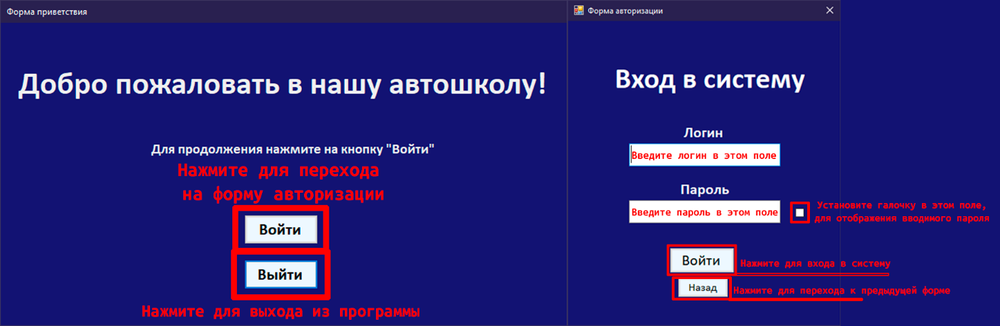 Форма приветствия
Добро пожаловать в нашу автошколу!
Для продолжения нажмите на кнопку "Войти"
Нажмите для перехода
на форму авторизации
Войти
Выйти
Нажмите для выхода из программы
Форма авторизации
Вход в систему
Логин
Введите логин в этом поле
Пароль
Введите пароль в этом поле
Установите галочку в этом поле,
для отображения вводимого пароля
Войти
Нажмите для входа в систему
Назад
Нажмите для перехода к предыдущей форме